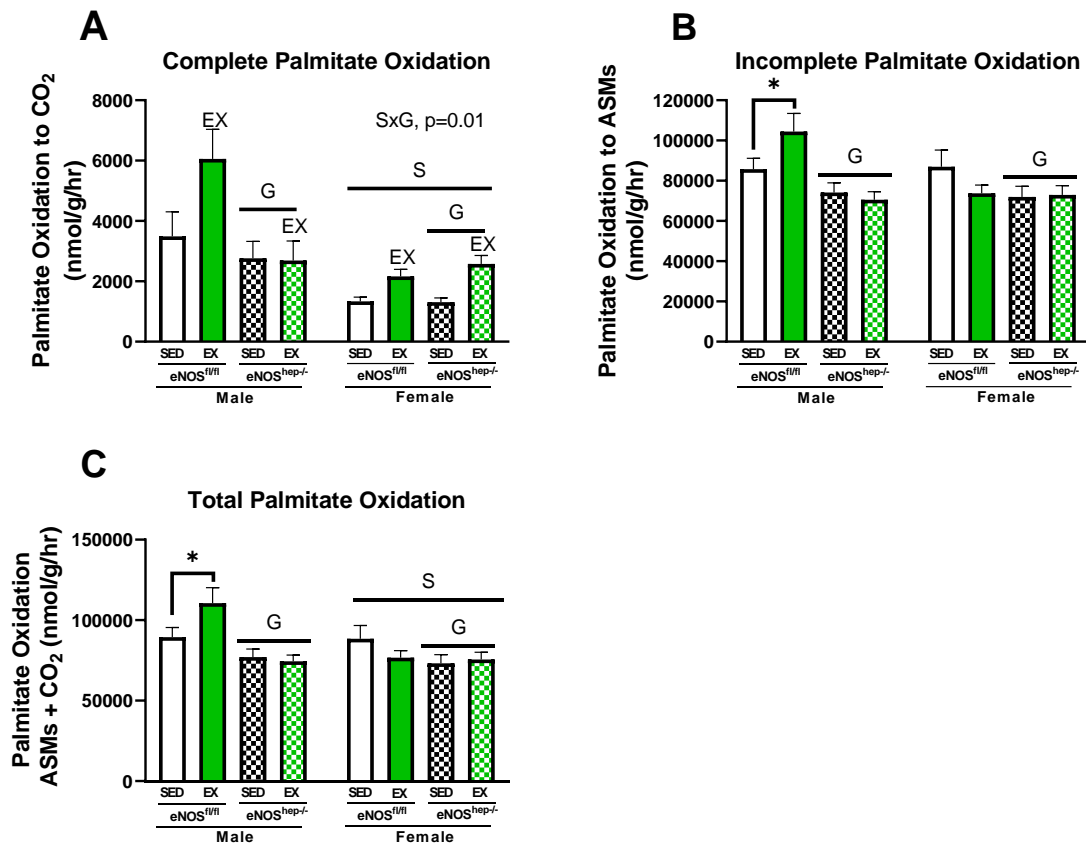 A
Complete Palmitate Oxidation
Palmitate Oxidation to CO2
(nmol/g/hr)
8000
6000
4000
2000
0
EX
SxG, p=0.01
S
G
G
EX
EX
EX
SED EX SED EX SED EX SED EX
eNOSfl/fl eNOShep-/- eNOSfl/fl eNOShep-/-
Male Female
B
Incomplete Palmitate Oxidation
Palmitate Oxidation to ASMs
(nmol/g/hr)
120000
100000
80000
60000
40000
20000
0
*
G
G
SED EX SED EX SED EX SED EX
eNOSfl/fl eNOShep-/- eNOSfl/fl eNOShep-/-
Male Female
C
Total Palmitate Oxidation
Palmitate Oxidation
ASMs + CO2 (nmol/g/hr)
150000
100000
50000
0
*
S
G
G
SED EX SED EX SED EX SED EX
eNOSfl/fl eNOShep-/- eNOSfl/fl eNOShep-/-
Male Female